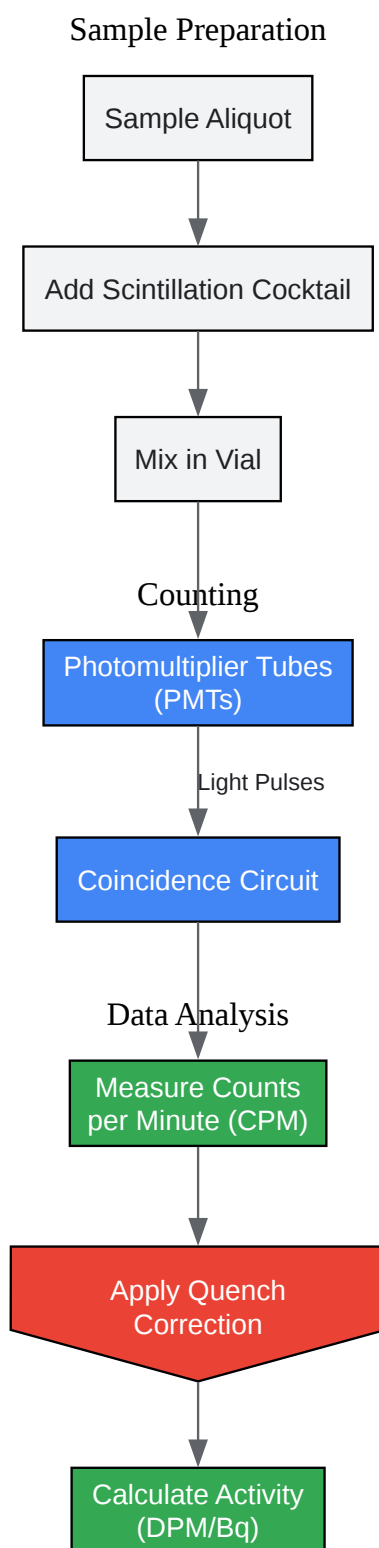 Sample Preparation
Sample Aliquot
Add Scintillation Cocktail
Mix in Vial
Counting
Photomultiplier Tubes
(PMTs)
Light Pulses
Coincidence Circuit
Data Analysis
Measure Counts
per Minute (CPM)
Apply Quench
Correction
Calculate Activity
(DPM/Bq)